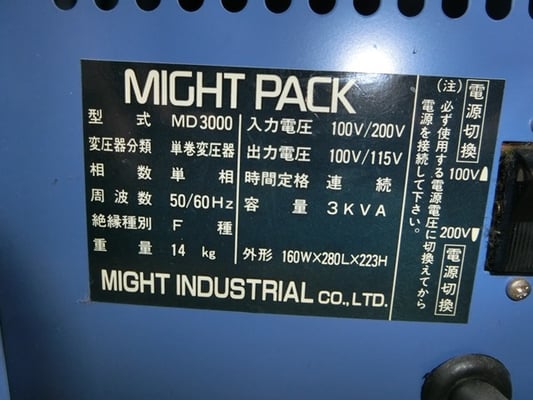 MIGHT PACK
型式 MD3000
変圧器分類 単巻変圧器
相数 単相
周波数 50/60Hz
絶縁種別 F種
重量 14kg
入力電圧 100V/200V
出力電圧 100V/115V
時間定格 連続
容量 3KVA
外形 160W×280L×223H
MIGHT INDUSTRIAL CO.,LTD.
電源切換
(注) 必ず使用する電源電圧に切換えてから
電源を接続して下さい。
100V
200V
電源切換